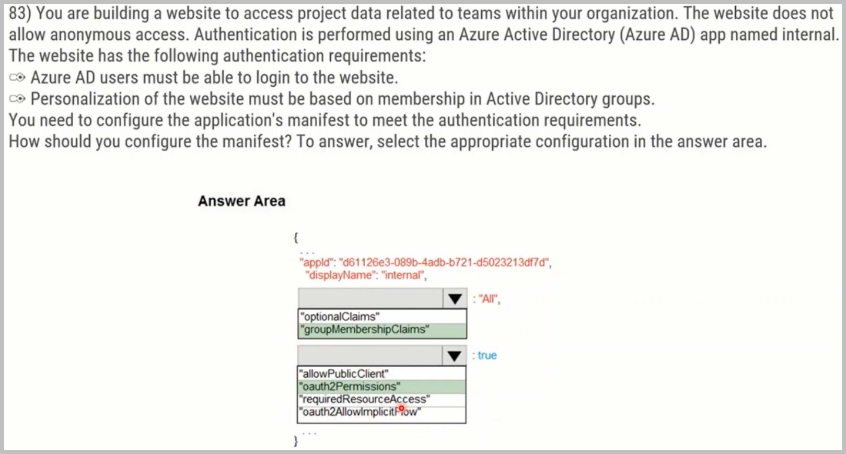 83) You are building a website to access project data related to teams within your organization. The website does not
allow anonymous access. Authentication is performed using an Azure Active Directory (Azure AD) app named internal.
The website has the following authentication requirements:
Azure AD users must be able to login to the website.
Personalization of the website must be based on membership in Active Directory groups.
You need to configure the application's manifest to meet the authentication requirements.
How should you configure the manifest? To answer, select the appropriate configuration in the answer area.
Answer Area
{
...
"appId": "d61126e3-089b-4adb-b721-d5023213df7d",
"displayName": "internal",
: "All",
"optionalClaims"
"groupMembershipClaims"
: true
"allowPublicClient"
"oauth2Permissions"
"requiredResourceAccess"
"oauth2AllowImplicitFlow"
...
}